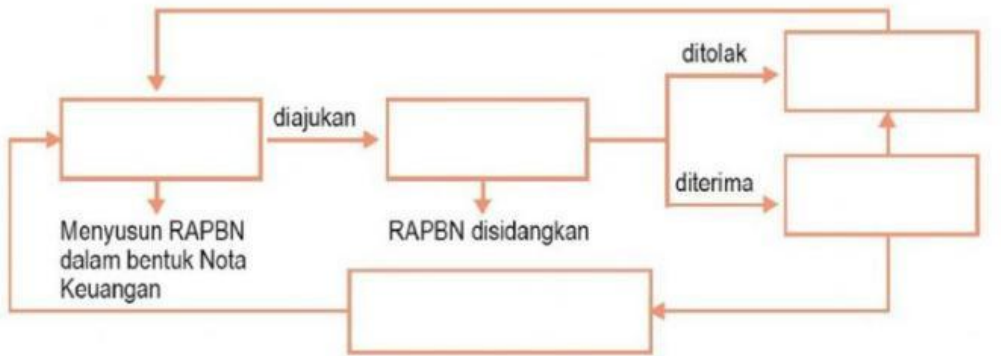 ditolak
diajukan
diterima
Menyusun RAPBN
dalam bentuk Nota
Keuangan
RAPBN disidangkan